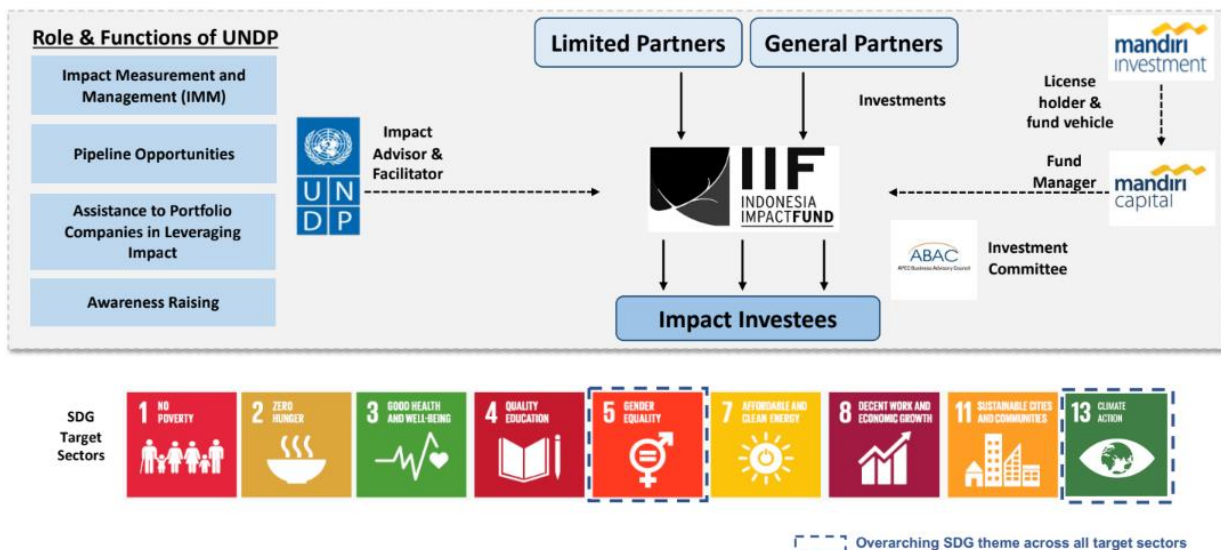 Role & Functions of UNDP
Impact Measurement and
Management (IMM)
Pipeline Opportunities
Assistance to Portfolio
Companies in Leveraging
Impact
Awareness Raising
U N
D P
Impact
Advisor &
Facilitator
Limited Partners
General Partners
Investments
IIF
INDONESIA
IMPACTFUND
Impact Investees
mandiri
investment
License
holder &
fund vehicle
Fund
Manager
mandiri
capital
ABAC
APEC Business Advisory Council
Investment
Committee
SDG
Target
Sectors
1 NO
POVERTY
2 ZERO
HUNGER
3 GOOD HEALTH
AND WELL-BEING
4 QUALITY
EDUCATION
5 GENDER
EQUALITY
7 AFFORDABLE AND
CLEAN ENERGY
8 DECENT WORK AND
ECONOMIC GROWTH
11 SUSTAINABLE CITIES
AND COMMUNITIES
13 CLIMATE
ACTION
Overarching SDG theme across all target sectors